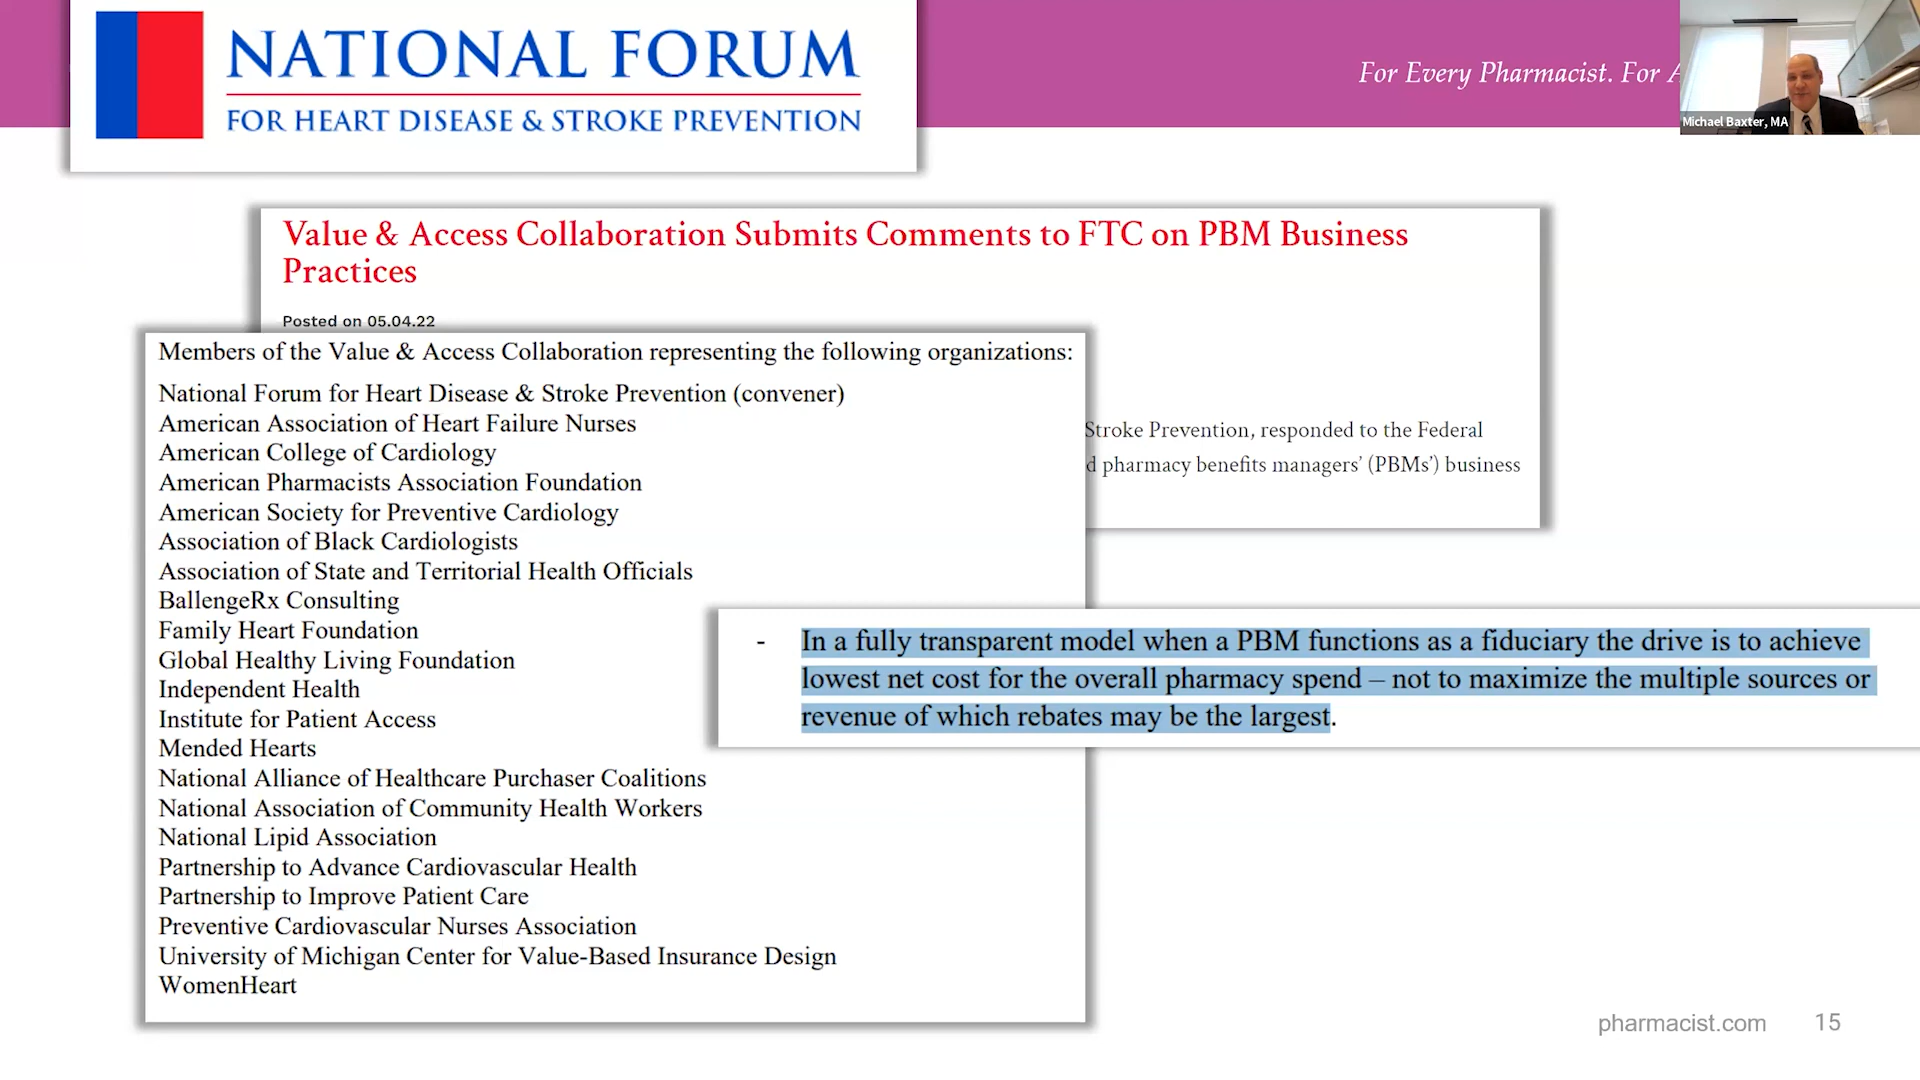 NATIONAL FORUM
FOR HEART DISEASE & STROKE PREVENTION
For Every Pharmacist. For
Michael Baxter, MA
Value & Access Collaboration Submits Comments to FTC on PBM Business
Practices
Posted on 05.04.22
Stroke Prevention, responded to the Federal
pharmacy benefits managers’ (PBMs’) business
Members of the Value & Access Collaboration representing the following organizations:
National Forum for Heart Disease & Stroke Prevention (convener)
American Association of Heart Failure Nurses
American College of Cardiology
American Pharmacists Association Foundation
American Society for Preventive Cardiology
Association of Black Cardiologists
Association of State and Territorial Health Officials
BallengeRx Consulting
Family Heart Foundation
Global Healthy Living Foundation
Independent Health
Institute for Patient Access
Mended Hearts
National Alliance of Healthcare Purchaser Coalitions
National Association of Community Health Workers
National Lipid Association
Partnership to Advance Cardiovascular Health
Partnership to Improve Patient Care
Preventive Cardiovascular Nurses Association
University of Michigan Center for Value-Based Insurance Design
WomenHeart
- In a fully transparent model when a PBM functions as a fiduciary the drive is to achieve
lowest net cost for the overall pharmacy spend – not to maximize the multiple sources or
revenue of which rebates may be the largest.
pharmacist.com 15